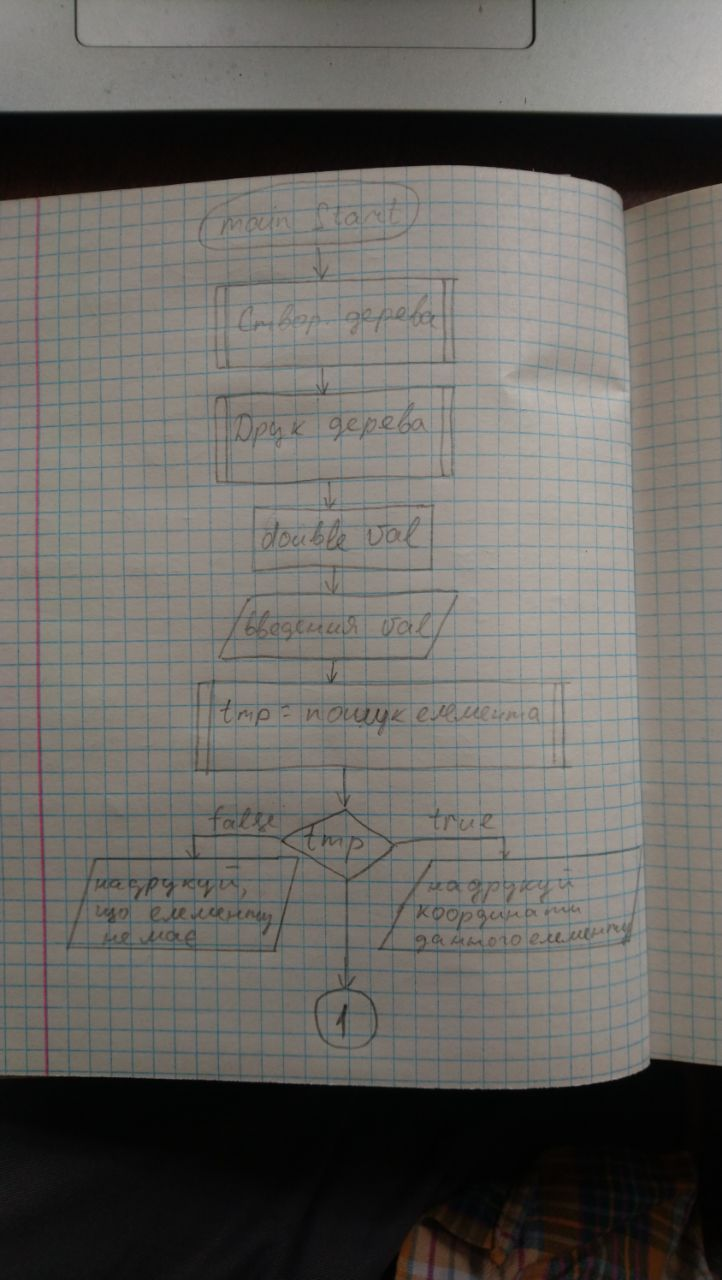 main Start
Створ. дерева
Друк дерева
double val
введення val
tmp = пошук елемента
false
true
tmp
надрукуй,
що елементу
не має
надрукуй
координати
данного елементу
1